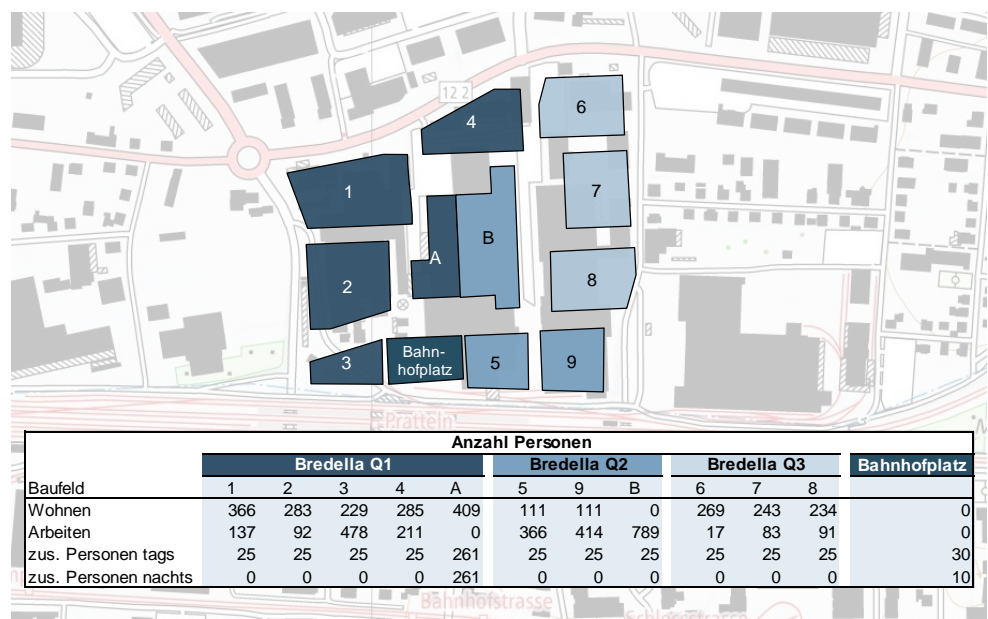 12 2
4
6
1
7
A
B
2
8
3
Bahn-
hofplatz
5
9
Pratteln
Anzahl Personen
Bredella Q1 Bredella Q2 Bredella Q3 Bahnhofplatz
Baufeld 1 2 3 4 A 5 9 B 6 7 8
Wohnen 366 283 229 285 409 111 111 0 269 243 234 0
Arbeiten 137 92 478 211 0 366 414 789 17 83 91 0
zus. Personen tags 25 25 25 25 261 25 25 25 25 25 25 30
zus. Personen nachts 0 0 0 0 261 0 0 0 0 0 0 10
Bahnhofstrasse